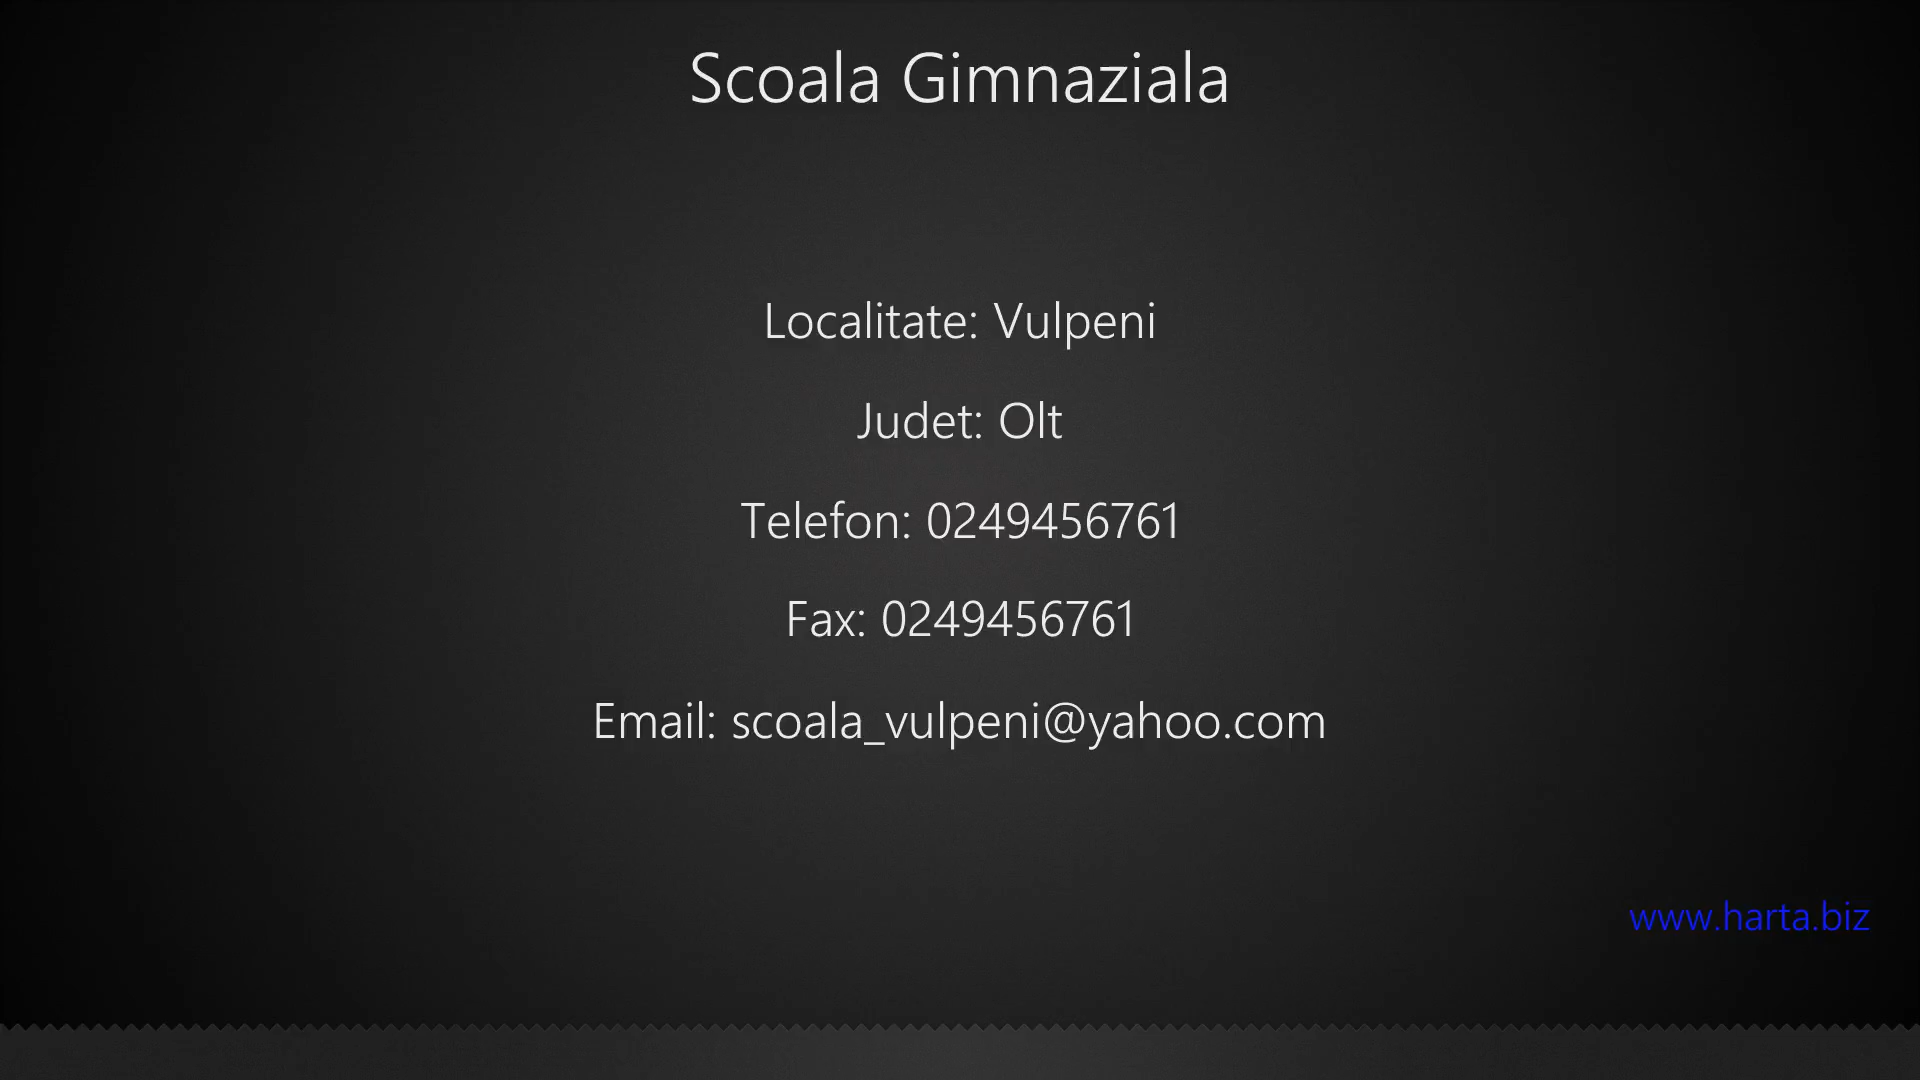 Scoala Gimnaziala
Localitate: Vulpeni
Judet: Olt
Telefon: 0249456761
Fax: 0249456761
Email: scoala_vulpeni@yahoo.com
www.harta.biz